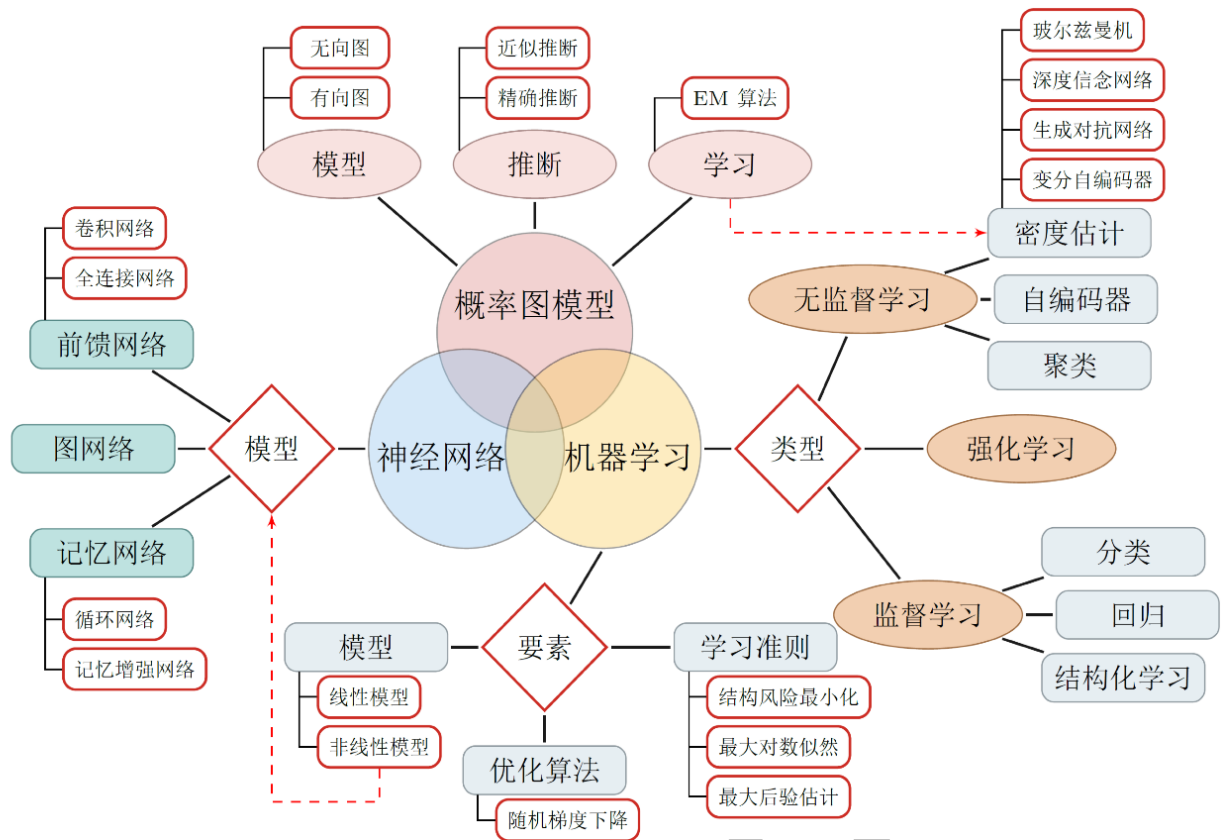 无向图
有向图
模型
近似推断
精确推断
推断
EM 算法
学习
玻尔兹曼机
深度信念网络
生成对抗网络
变分自编码器
密度估计
无监督学习
自编码器
聚类
卷积网络
全连接网络
前馈网络
图网络
模型
记忆网络
循环网络
记忆增强网络
概率图模型
神经网络
机器学习
类型
强化学习
监督学习
分类
回归
结构化学习
要素
模型
线性模型
非线性模型
优化算法
随机梯度下降
学习准则
结构风险最小化
最大对数似然
最大后验估计